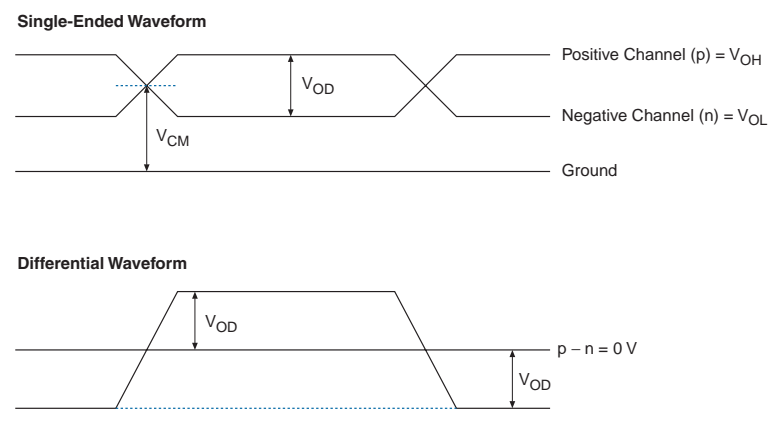 Single-Ended Waveform
Positive Channel (p) = VOH
VOD
Negative Channel (n) = VOL
VCM
Ground
Differential Waveform
VOD
p − n = 0 V
VOD